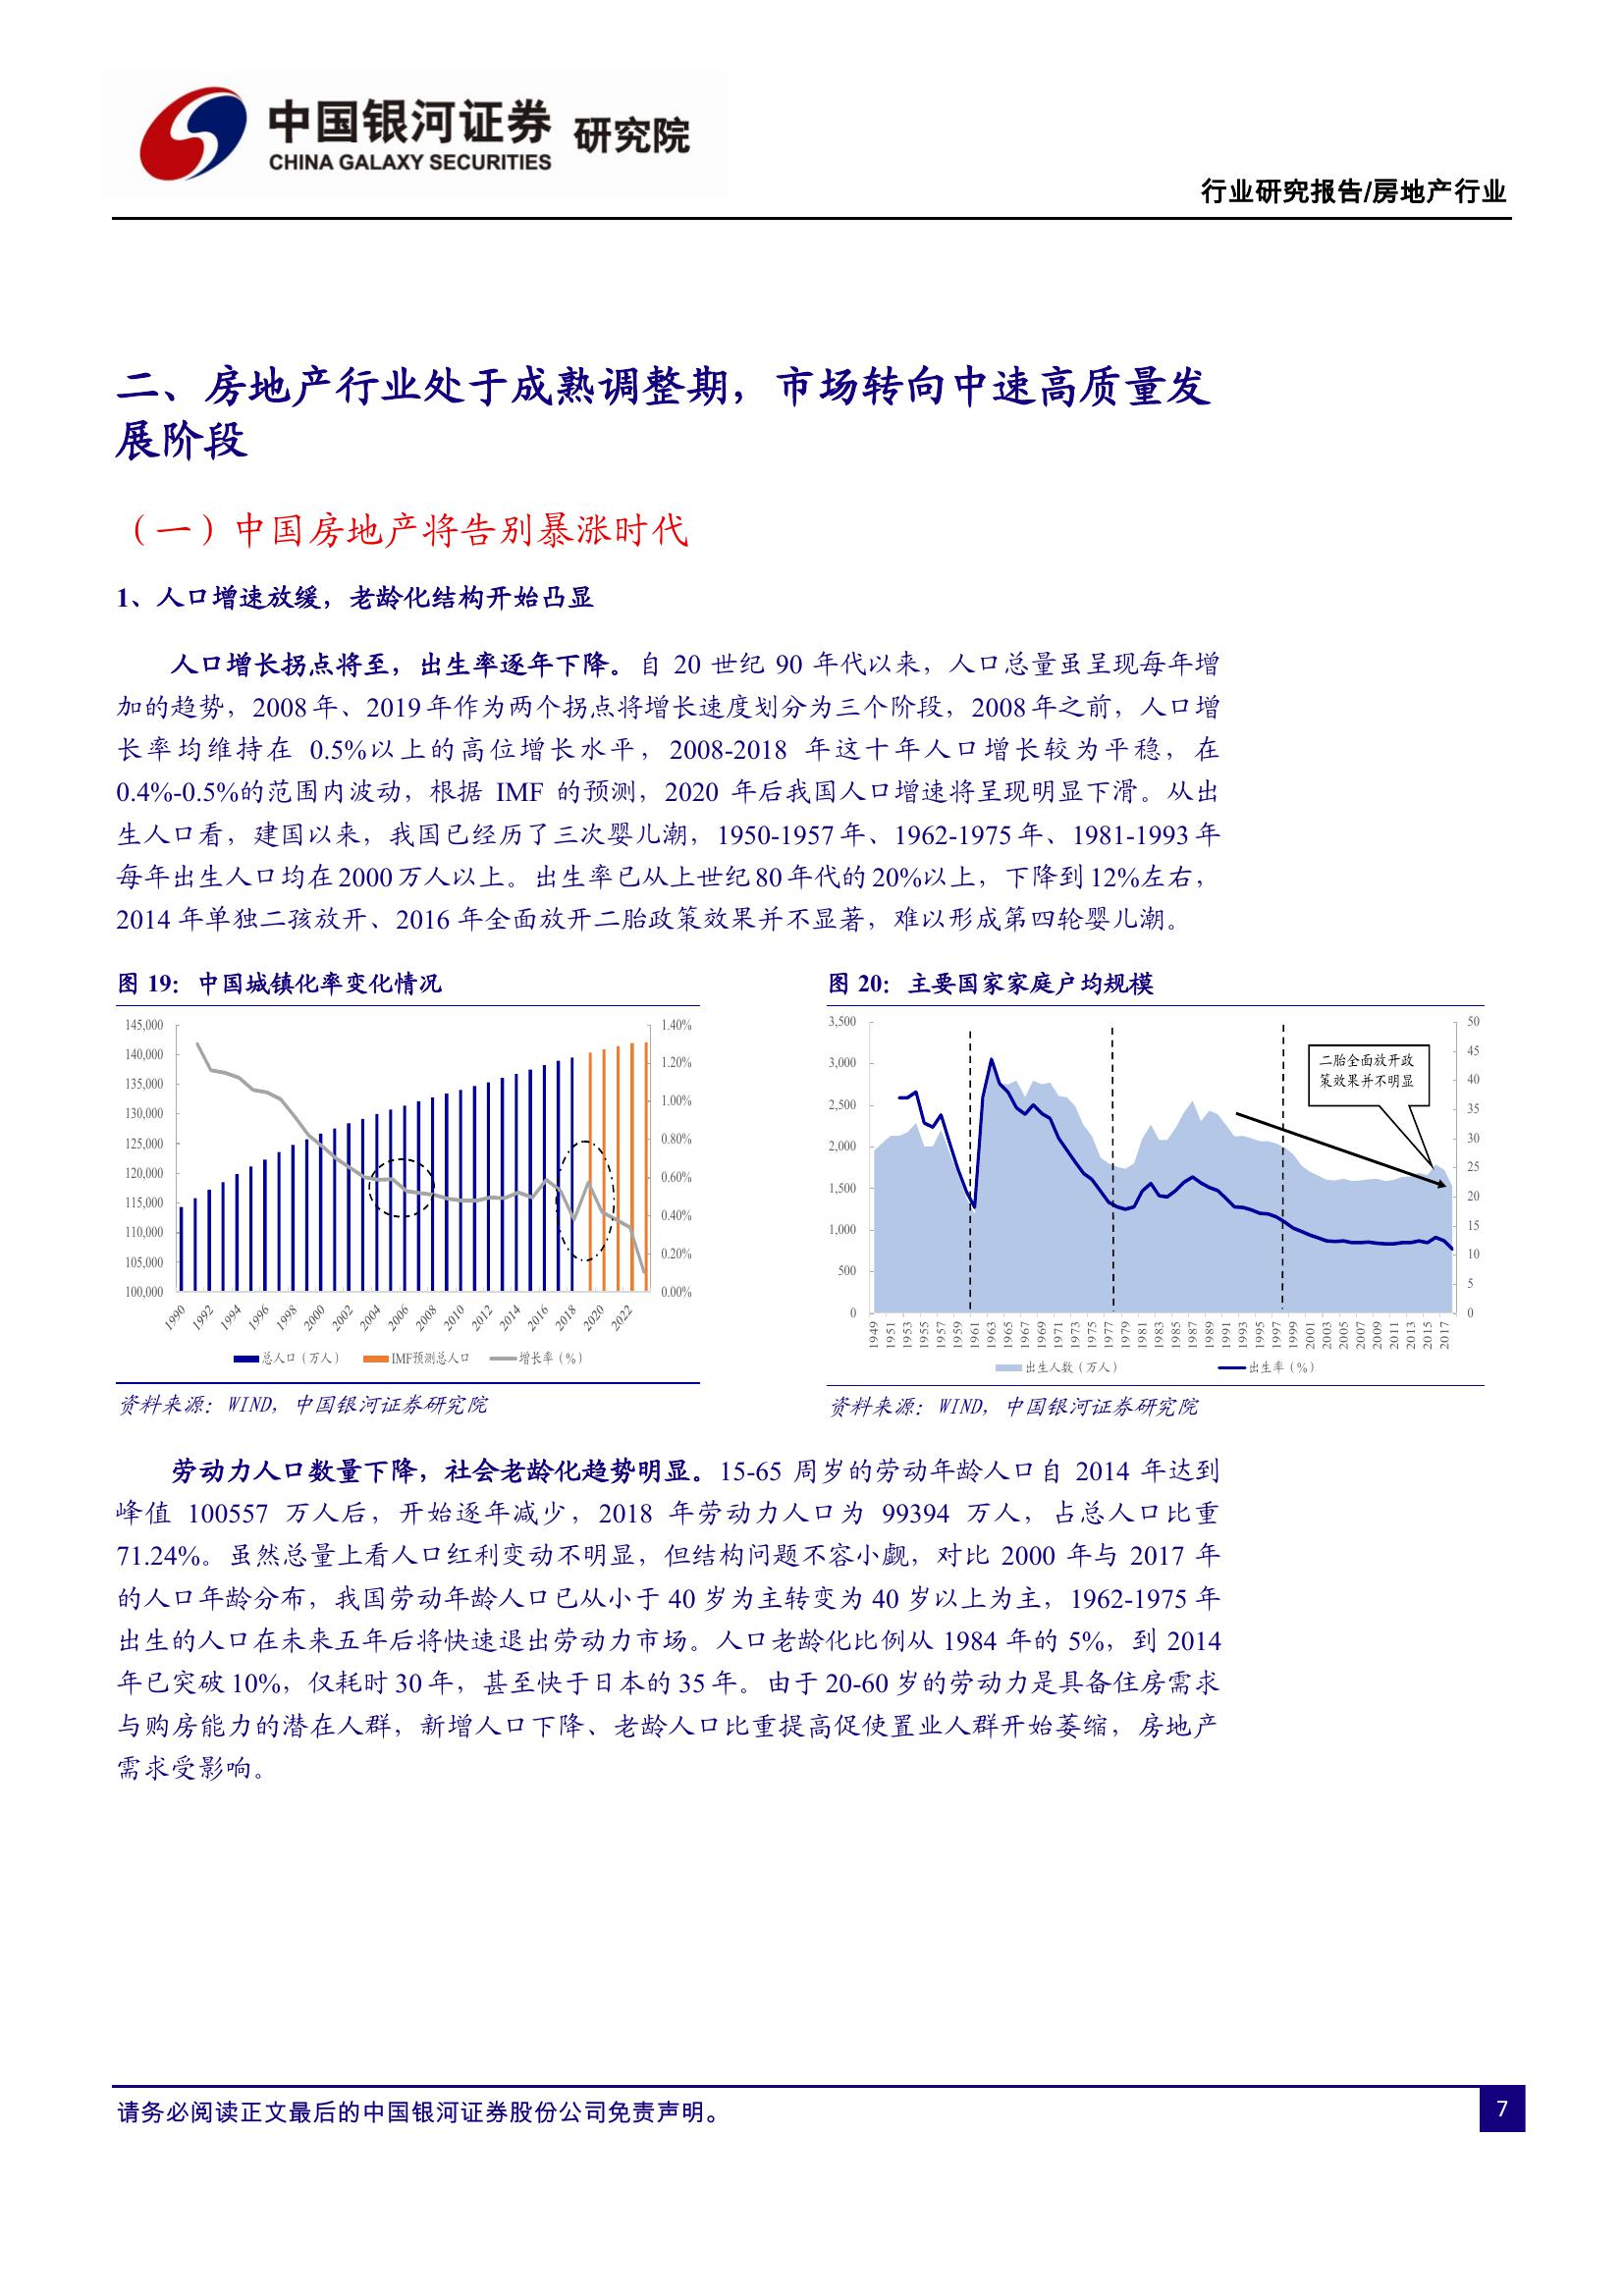 中国银河证券 研究院
CHINA GALAXY SECURITIES
行业研究报告/房地产行业
二、房地产行业处于成熟调整期，市场转向中速高质量发
展阶段
（一）中国房地产将告别暴涨时代
1、人口增速放缓，老龄化结构开始凸显
人口增长拐点将至，出生率逐年下降。自 20 世纪 90 年代以来，人口总量虽呈现每年增
加的趋势，2008 年、2019 年作为两个拐点将增长速度划分为三个阶段，2008 年之前，人口增
长率均维持在 0.5%以上的高位增长水平，2008-2018 年这十年人口增长较为平稳，在
0.4%-0.5%的范围内波动，根据 IMF 的预测，2020 年后我国人口增速将呈现明显下滑。从出
生人口看，建国以来，我国已经历了三次婴儿潮，1950-1957 年、1962-1975 年、1981-1993 年
每年出生人口均在 2000 万人以上。出生率已从上世纪 80 年代的 20%以上，下降到 12%左右，
2014 年单独二孩放开、2016 年全面放开二胎政策效果并不显著，难以形成第四轮婴儿潮。
图 19：中国城镇化率变化情况
145,000
140,000
135,000
130,000
125,000
120,000
115,000
110,000
105,000
100,000
1.40%
1.20%
1.00%
0.80%
0.60%
0.40%
0.20%
0.00%
1990 1992 1994 1996 1998 2000 2002 2004 2006 2008 2010 2012 2014 2016 2018 2020 2022
总人口（万人） IMF预测总人口 增长率（%）
资料来源：WIND，中国银河证券研究院
图 20：主要国家家庭户均规模
3,500
3,000
2,500
2,000
1,500
1,000
500
0
50
45
40
35
30
25
20
15
10
5
0
二胎全面放开政
策效果并不明显
1949 1951 1953 1955 1957 1959 1961 1963 1965 1967 1969 1971 1973 1975 1977 1979 1981 1983 1985 1987 1989 1991 1993 1995 1997 1999 2001 2003 2005 2007 2009 2011 2013 2015 2017
出生人数（万人） 出生率（%）
资料来源：WIND，中国银河证券研究院
劳动力人口数量下降，社会老龄化趋势明显。15-65 周岁的劳动年龄人口自 2014 年达到
峰值 100557 万人后，开始逐年减少，2018 年劳动力人口为 99394 万人，占总人口比重
71.24%。虽然总量上看人口红利变动不明显，但结构问题不容小觑，对比 2000 年与 2017 年
的人口年龄分布，我国劳动年龄人口已从小于 40 岁为主转变为 40 岁以上为主，1962-1975 年
出生的人口在未来五年后将快速退出劳动力市场。人口老龄化比例从 1984 年的 5%，到 2014
年已突破 10%，仅耗时 30 年，甚至快于日本的 35 年。由于 20-60 岁的劳动力是具备住房需求
与购房能力的潜在人群，新增人口下降、老龄人口比重提高促使置业人群开始萎缩，房地产
需求受影响。
请务必阅读正文最后的中国银河证券股份公司免责声明。
7